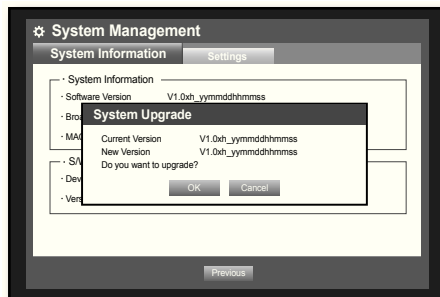 System Management
System Information Settings
· System Information
· Software Version V1.0xh_yymmddhhmmss
· Broa
· MAC
System Upgrade
Current Version V1.0xh_yymmddhhmmss
New Version V1.0xh_yymmddhhmmss
Do you want to upgrade?
OK Cancel
· S/
· Dev
· Vers
Previous